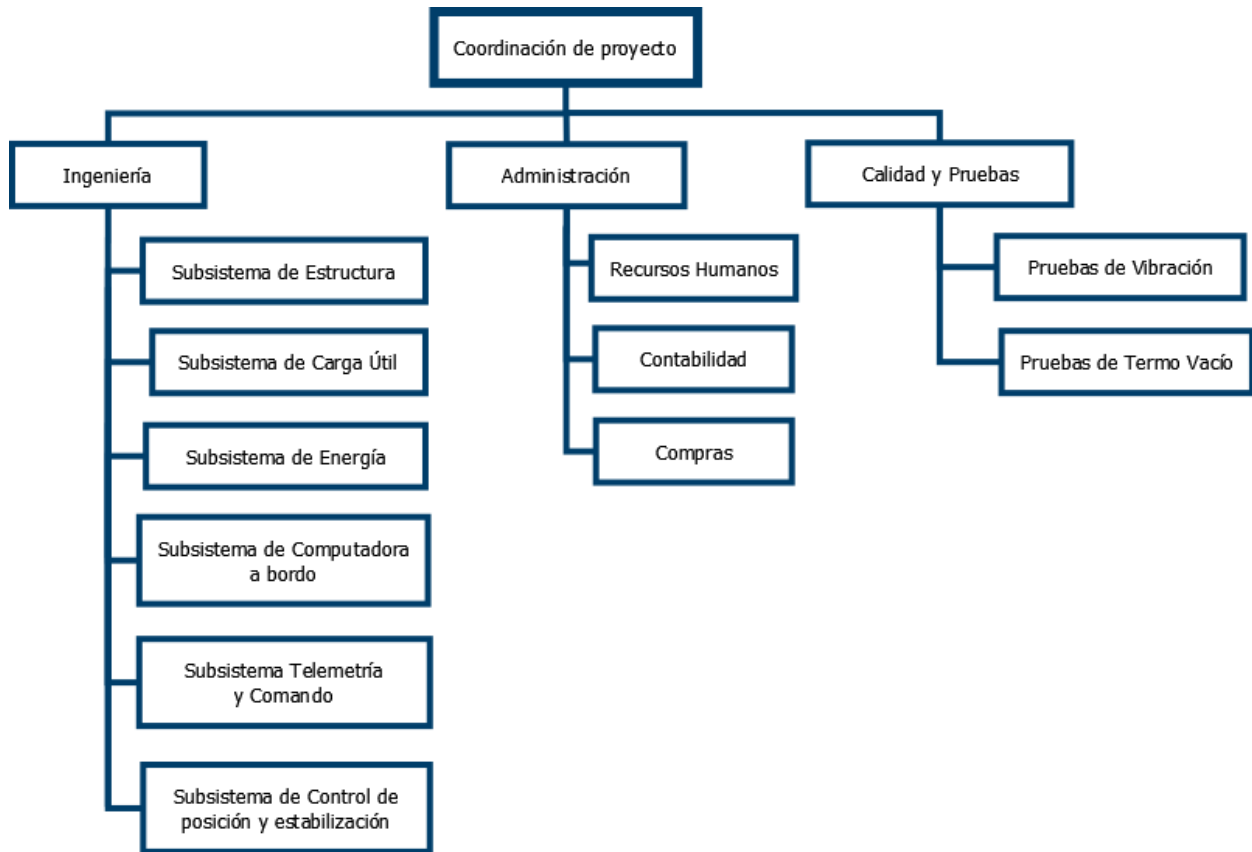 Coordinación de proyecto
Ingeniería
Administración
Calidad y Pruebas
Subsistema de Estructura
Subsistema de Carga Útil
Subsistema de Energía
Subsistema de Computadora
a bordo
Subsistema Telemetría
y Comando
Subsistema de Control de
posición y estabilización
Recursos Humanos
Contabilidad
Compras
Pruebas de Vibración
Pruebas de Termo Vacío